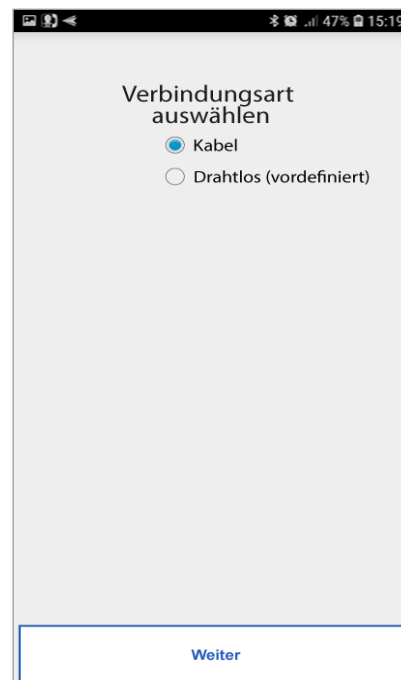 47% 15:19
Verbindungsart
auswählen
Kabel
Drahtlos (vordefiniert)
Weiter